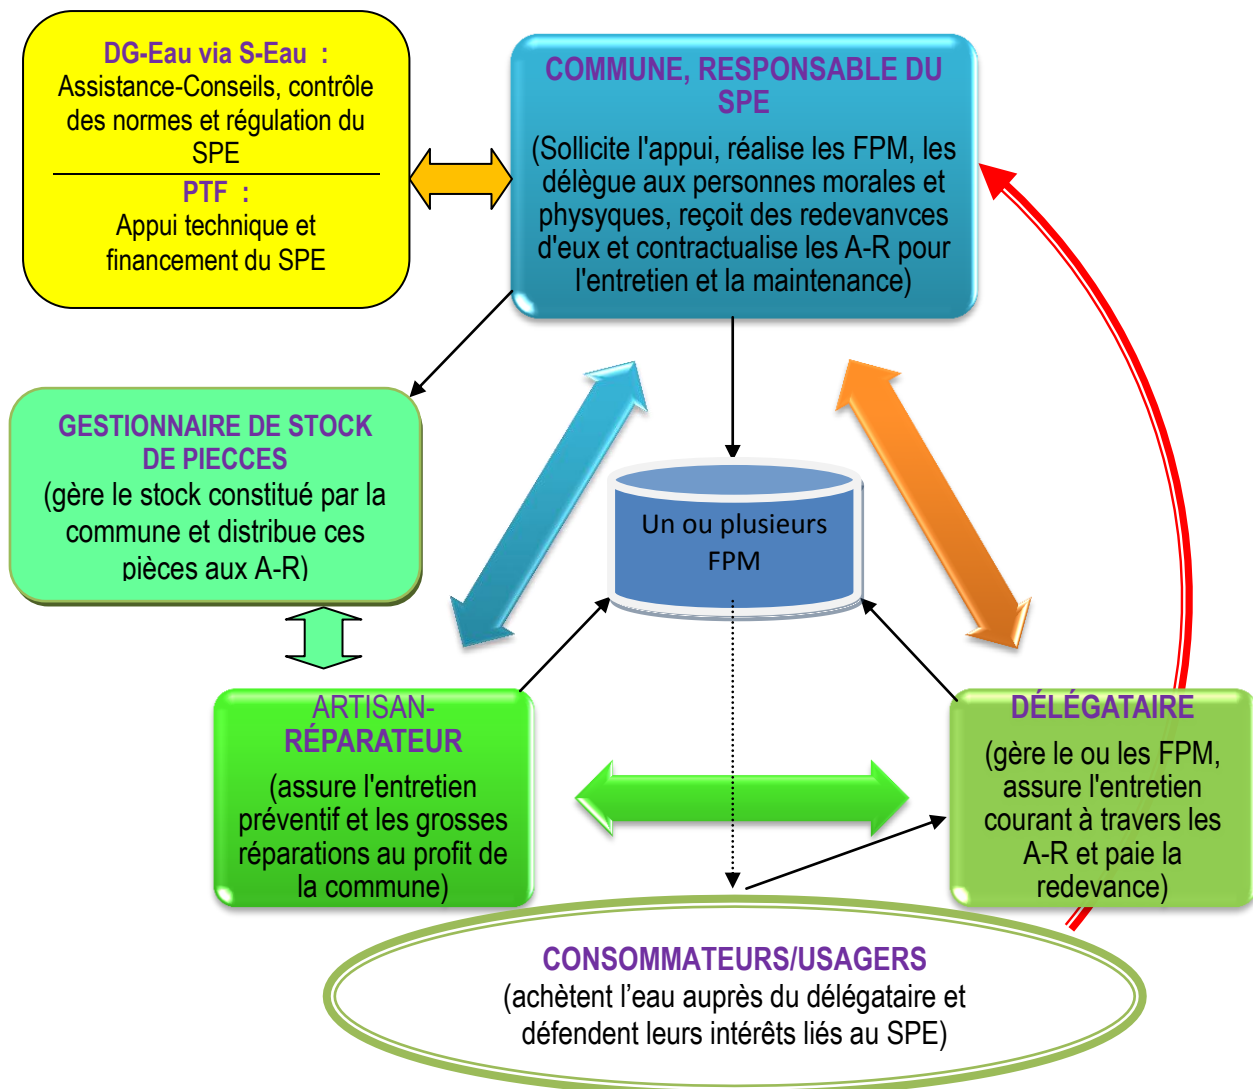 DG-Eau via S-Eau :
Assistance-Conseils, contrôle
des normes et régulation du
SPE
PTF :
Appui technique et
financement du SPE
COMMUNE, RESPONSABLE DU
SPE
(Sollicite l'appui, réalise les FPM, les
délègue aux personnes morales et
physyques, reçoit des redevanvces
d'eux et contractualise les A-R pour
l'entretien et la maintenance)
GESTIONNAIRE DE STOCK
DE PIECCES
(gère le stock constitué par la
commune et distribue ces
pièces aux A-R)
Un ou plusieurs
FPM
ARTISAN-
RÉPARATEUR
(assure l'entretien
préventif et les grosses
réparations au profit de
la commune)
DÉLÉGATAIRE
(gère le ou les FPM,
assure l'entretien
courant à travers les
A-R et paie la
redevance)
CONSOMMATEURS/USAGERS
(achètent l’eau auprès du délégataire et
défendent leurs intérêts liés au SPE)